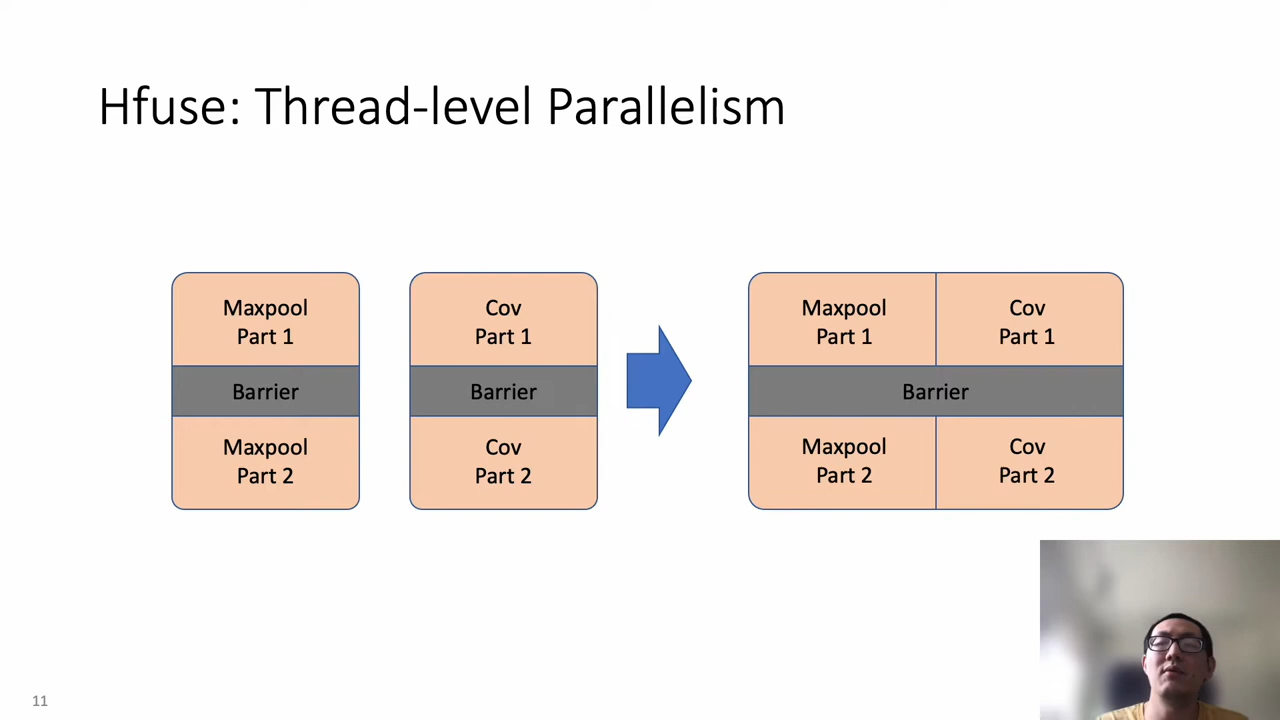 Hfuse: Thread-level Parallelism
Maxpool
Part 1
Barrier
Maxpool
Part 2
Cov
Part 1
Barrier
Cov
Part 2
Maxpool
Part 1
Cov
Part 1
Barrier
Maxpool
Part 2
Cov
Part 2
11